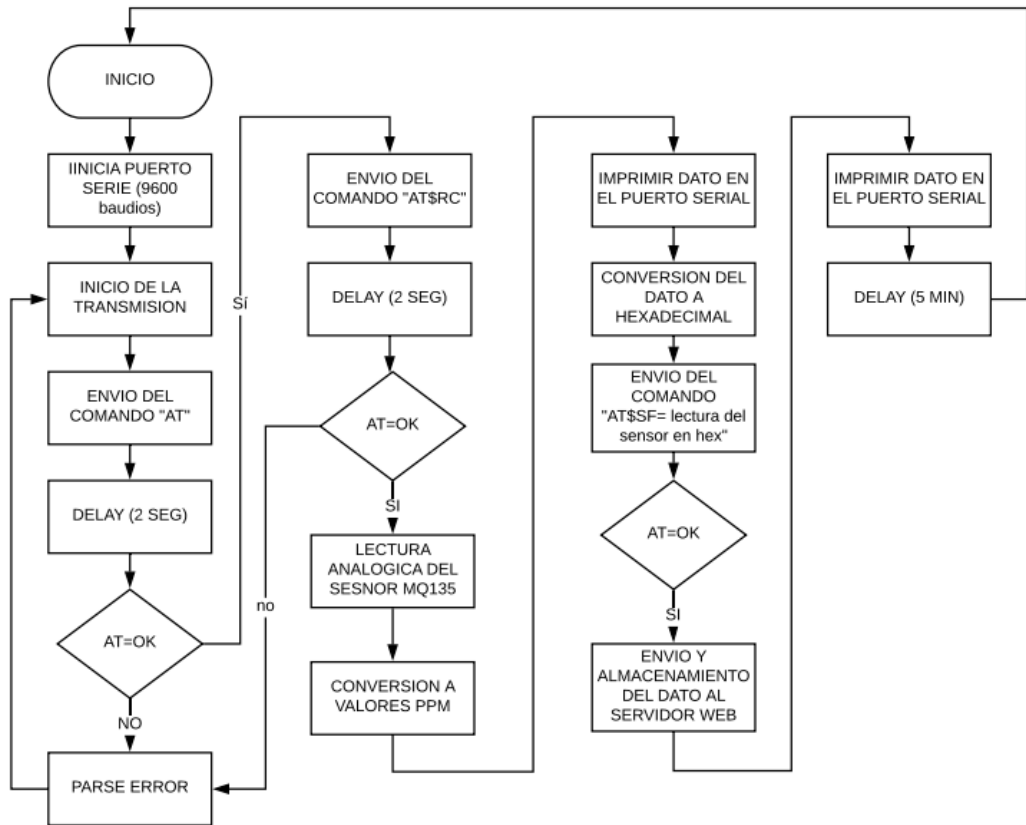 INICIO
IINICIA PUERTO
SERIE (9600
baudios)
INICIO DE LA
TRANSMISION
ENVIO DEL
COMANDO "AT"
DELAY (2 SEG)
AT=OK
NO
PARSE ERROR
Sí
ENVIO DEL
COMANDO "AT$RC"
DELAY (2 SEG)
AT=OK
no
SI
LECTURA
ANALOGICA DEL
SESNOR MQ135
CONVERSION A
VALORES PPM
IMPRIMIR DATO EN
EL PUERTO SERIAL
CONVERSION DEL
DATO A
HEXADECIMAL
ENVIO DEL
COMANDO
"AT$SF= lectura del
sensor en hex"
AT=OK
SI
ENVIO Y
ALMACENAMIENTO
DEL DATO AL
SERVIDOR WEB
IMPRIMIR DATO EN
EL PUERTO SERIAL
DELAY (5 MIN)